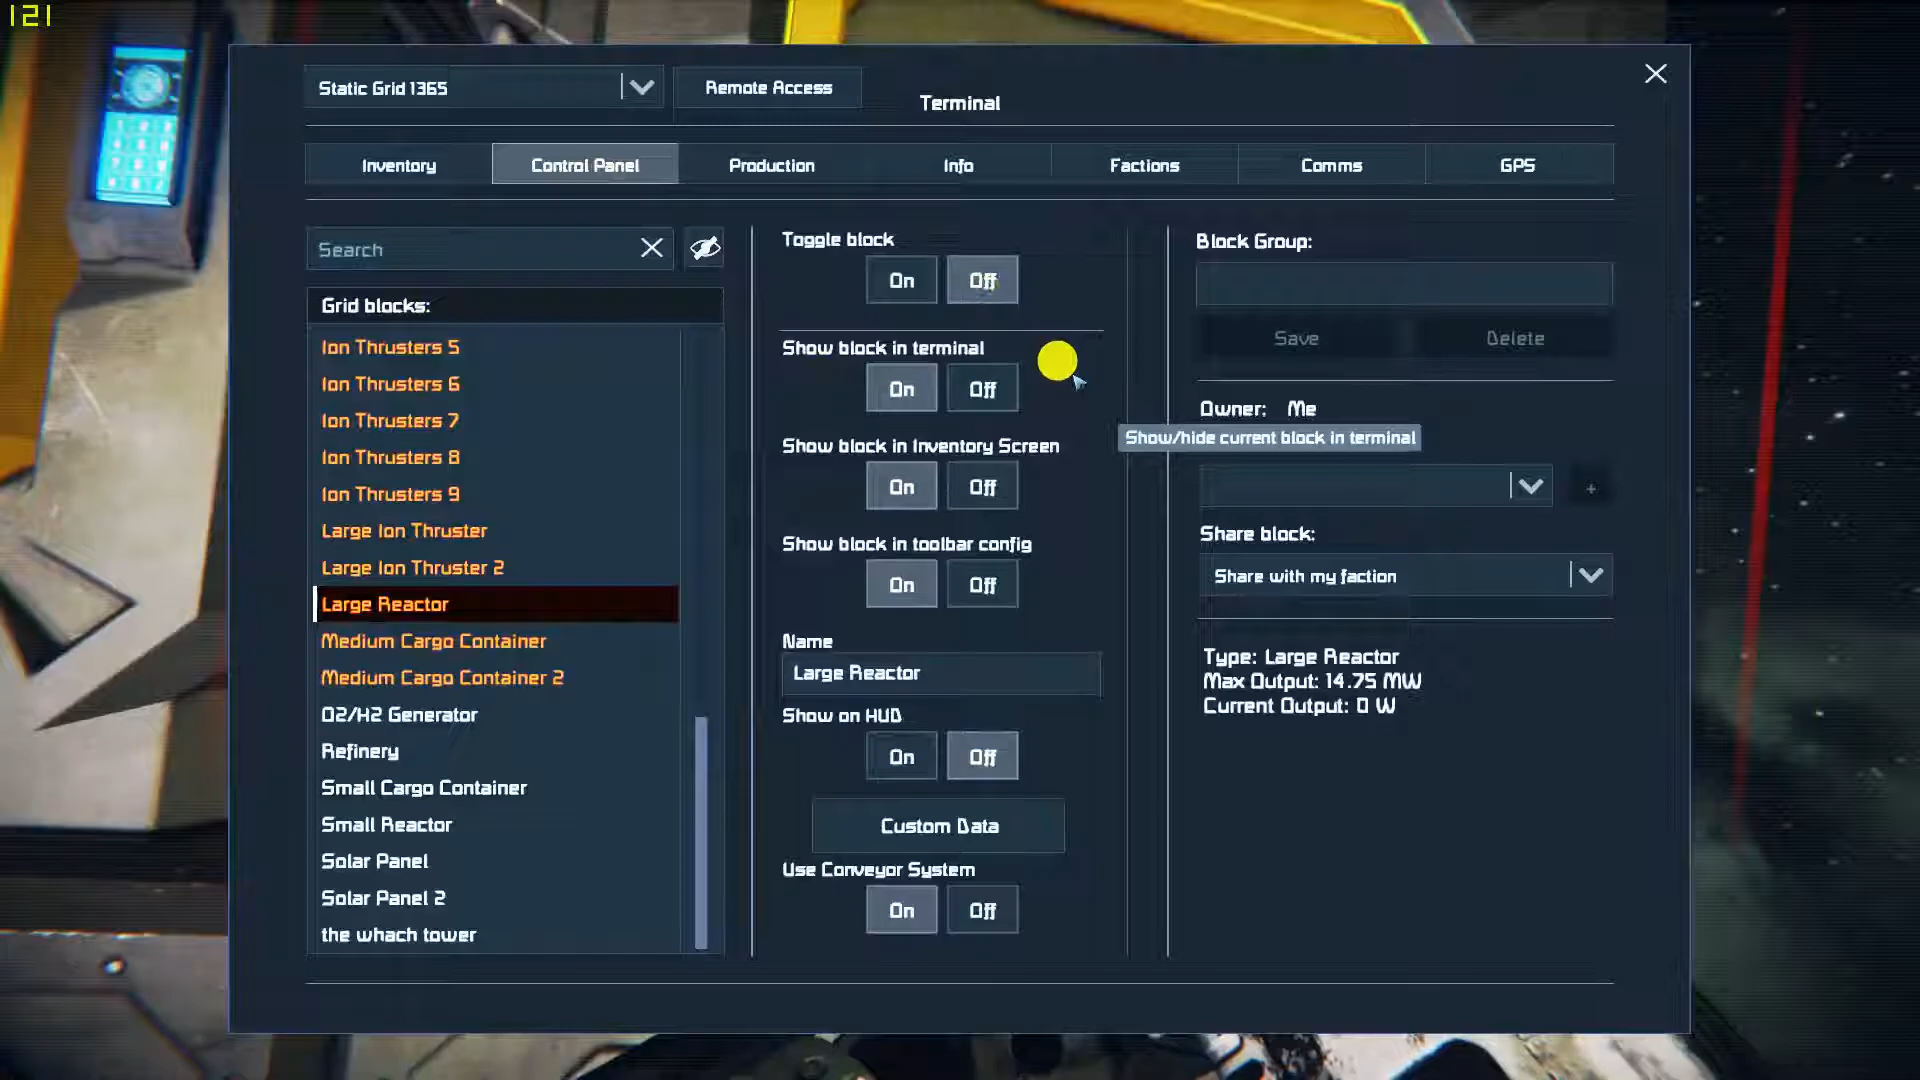 121
Static Grid 1365
Remote Access
Terminal
Inventory
Control Panel
Production
Info
Factions
Comms
GPS
Search
Grid blocks:
Ion Thrusters 5
Ion Thrusters 6
Ion Thrusters 7
Ion Thrusters 8
Ion Thrusters 9
Large Ion Thruster
Large Ion Thruster 2
Large Reactor
Medium Cargo Container
Medium Cargo Container 2
O2/H2 Generator
Refinery
Small Cargo Container
Small Reactor
Solar Panel
Solar Panel 2
the whach tower
Toggle block
On Off
Show block in terminal
On Off
Show block in Inventory Screen
On Off
Show block in toolbar config
On Off
Name
Large Reactor
Show on HUD
On Off
Custom Data
Use Conveyor System
On Off
Block Group:
Save Delete
Owner: Me
Show/hide current block in terminal
+
Share block:
Share with my faction
Type: Large Reactor
Max Output: 14.75 MW
Current Output: 0 W